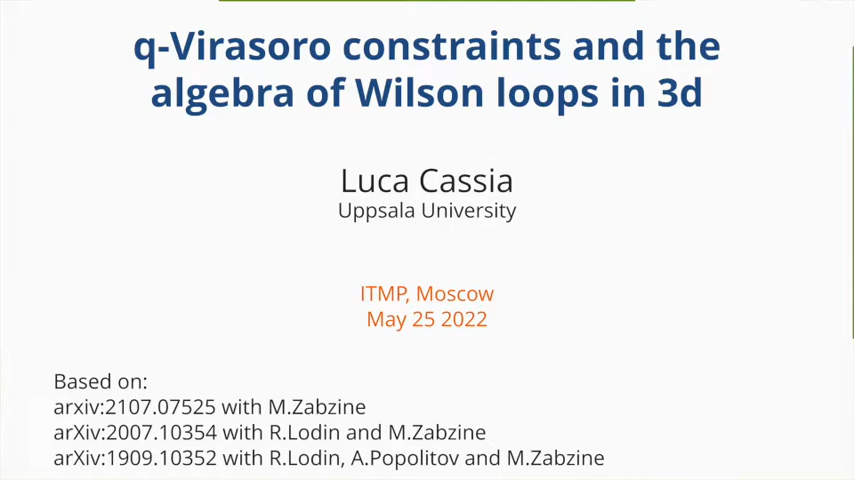 q-Virasoro constraints and the
algebra of Wilson loops in 3d
Luca Cassia
Uppsala University
ITMP, Moscow
May 25 2022
Based on:
arxiv:2107.07525 with M.Zabzine
arXiv:2007.10354 with R.Lodin and M.Zabzine
arXiv:1909.10352 with R.Lodin, A.Popolitov and M.Zabzine